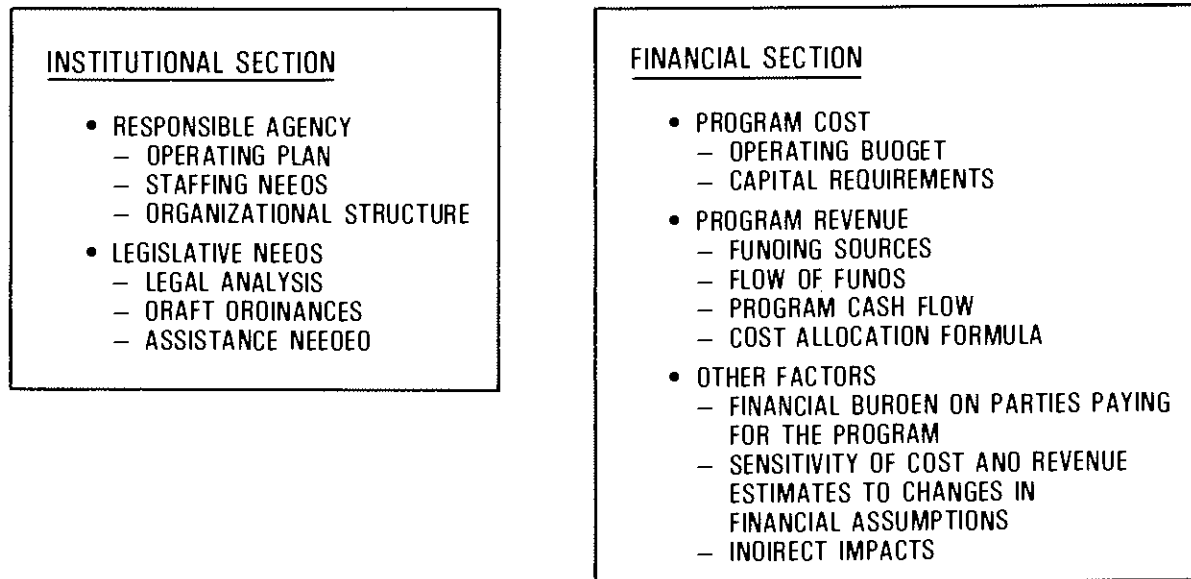 INSTITUTIONAL SECTION
• RESPONSIBLE AGENCY
– OPERATING PLAN
– STAFFING NEEOS
– ORGANIZATIONAL STRUCTURE
• LEGISLATIVE NEEOS
– LEGAL ANALYSIS
– ORAFT OROINANCES
– ASSISTANCE NEEOEO
FINANCIAL SECTION
• PROGRAM COST
– OPERATING BUDGET
– CAPITAL REQUIREMENTS
• PROGRAM REVENUE
– FUNOING SOURCES
– FLOW OF FUNOS
– PROGRAM CASH FLOW
– COST ALLOCATION FORMULA
• OTHER FACTORS
– FINANCIAL BUROEN ON PARTIES PAYING
FOR THE PROGRAM
– SENSITIVITY OF COST AND REVENUE
ESTIMATES TO CHANGES IN
FINANCIAL ASSUMPTIONS
– INOIRECT IMPACTS